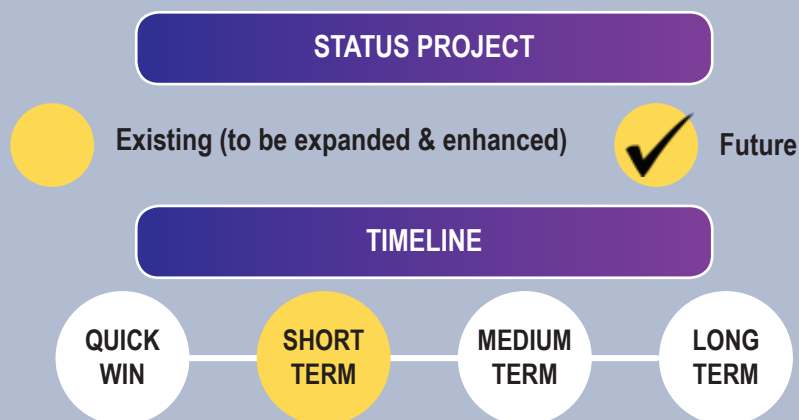 STATUS PROJECT
Existing (to be expanded & enhanced)
Future
TIMELINE
QUICK
WIN
SHORT
TERM
MEDIUM
TERM
LONG
TERM